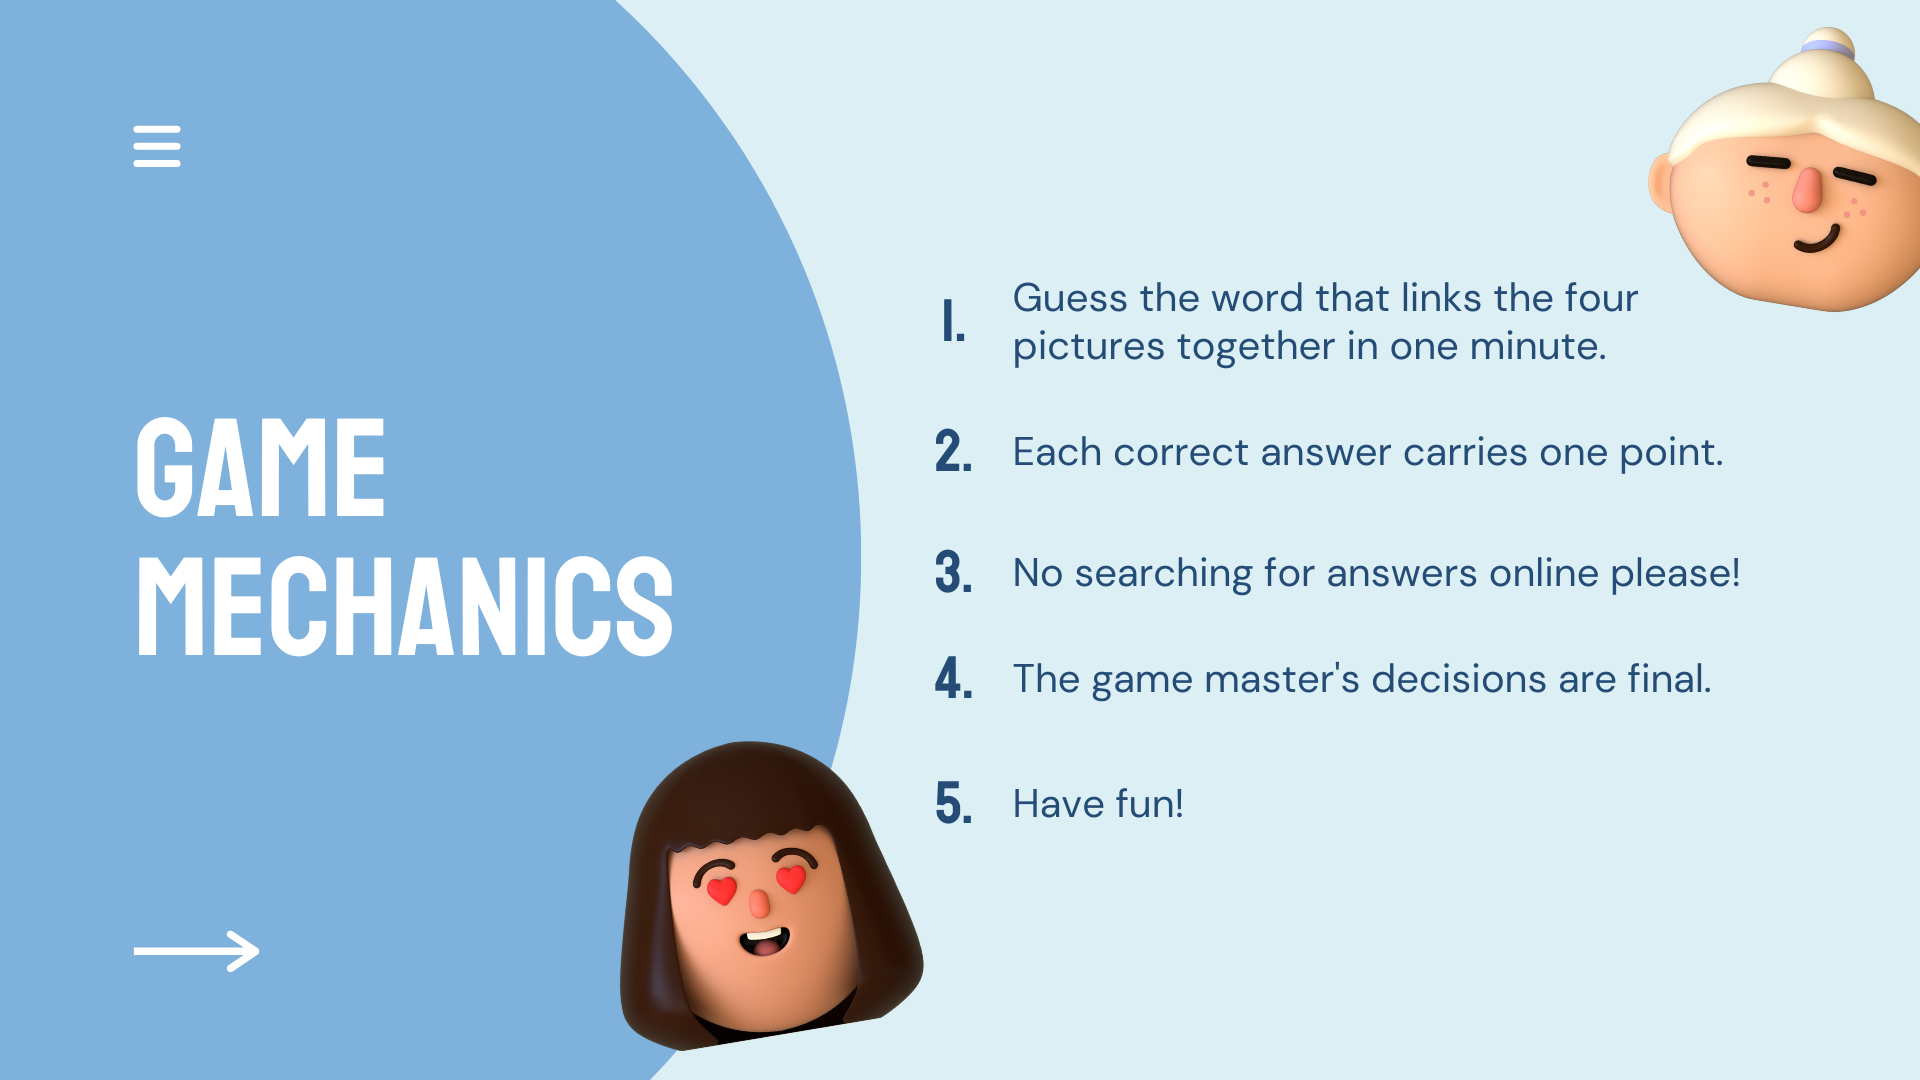 GAME
MECHANICS
1. Guess the word that links the four
pictures together in one minute.
2. Each correct answer carries one point.
3. No searching for answers online please!
4. The game master's decisions are final.
5. Have fun!